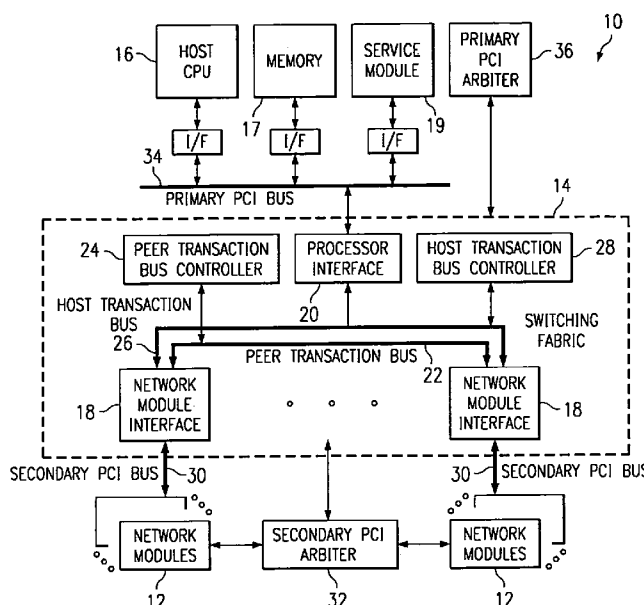 10
16
HOST
CPU
MEMORY
17
SERVICE
MODULE
19
PRIMARY
PCI
ARBITER
36
I/F
I/F
I/F
34
PRIMARY PCI BUS
14
24
PEER TRANSACTION
BUS CONTROLLER
PROCESSOR
INTERFACE
20
HOST TRANSACTION
BUS CONTROLLER
28
HOST TRANSACTION
BUS
26
SWITCHING
FABRIC
PEER TRANSACTION BUS
22
18
NETWORK
MODULE
INTERFACE
NETWORK
MODULE
INTERFACE
18
SECONDARY PCI BUS
30
30
SECONDARY PCI BUS
NETWORK
MODULES
12
SECONDARY PCI
ARBITER
32
NETWORK
MODULES
12